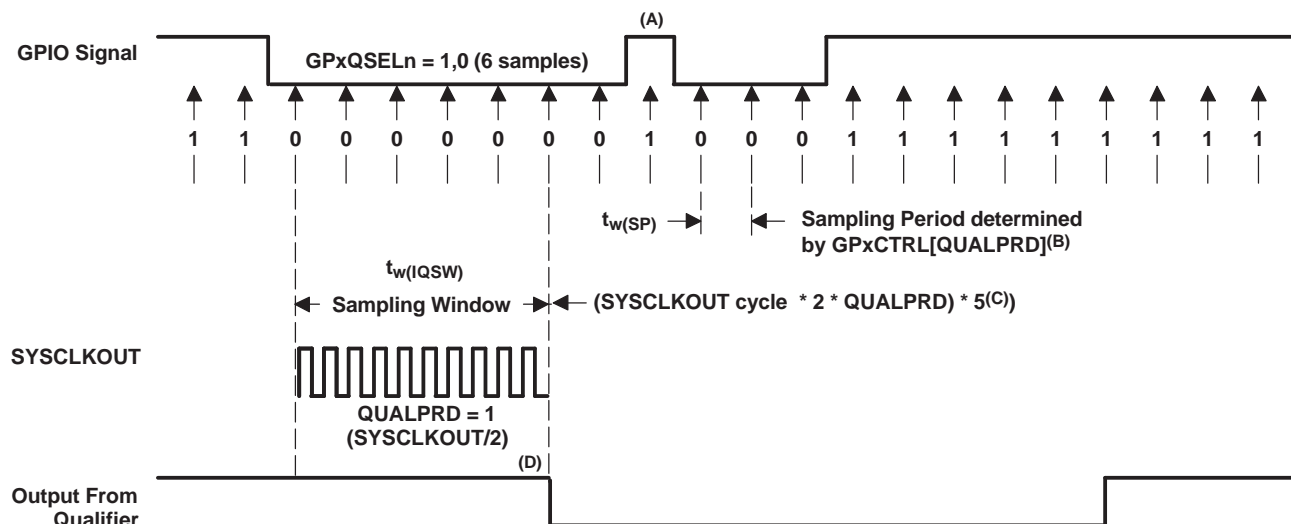 (A)
GPIO Signal
GPxQSELn = 1,0 (6 samples)
1 1 0 0 0 0 0 0 0 1 0 0 0 1 1 1 1 1 1 1 1 1
tw(SP)
Sampling Period determined
by GPxCTRL[QUALPRD](B)
tw(IQSW)
Sampling Window
(SYSCLKOUT cycle * 2 * QUALPRD) * 5(C))
SYSCLKOUT
QUALPRD = 1
(SYSCLKOUT/2)
(D)
Output From
Qualifier